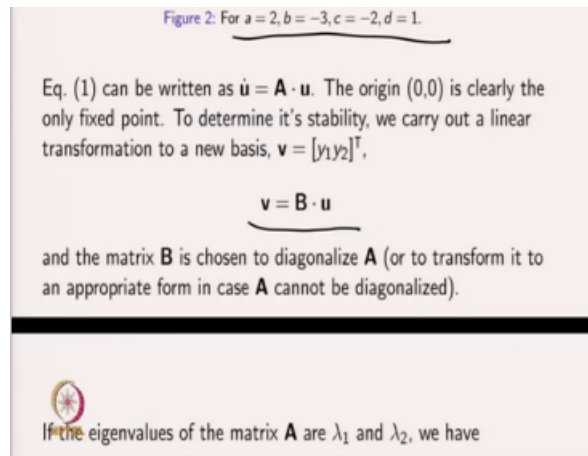 Figure 2: For a = 2, b = −3, c = −2, d = 1.
Eq. (1) can be written as u̇ = A · u. The origin (0,0) is clearly the
only fixed point. To determine it's stability, we carry out a linear
transformation to a new basis, v = [y₁y₂]ᵀ,
v = B · u
and the matrix B is chosen to diagonalize A (or to transform it to
an appropriate form in case A cannot be diagonalized).
If the eigenvalues of the matrix A are λ₁ and λ₂, we have